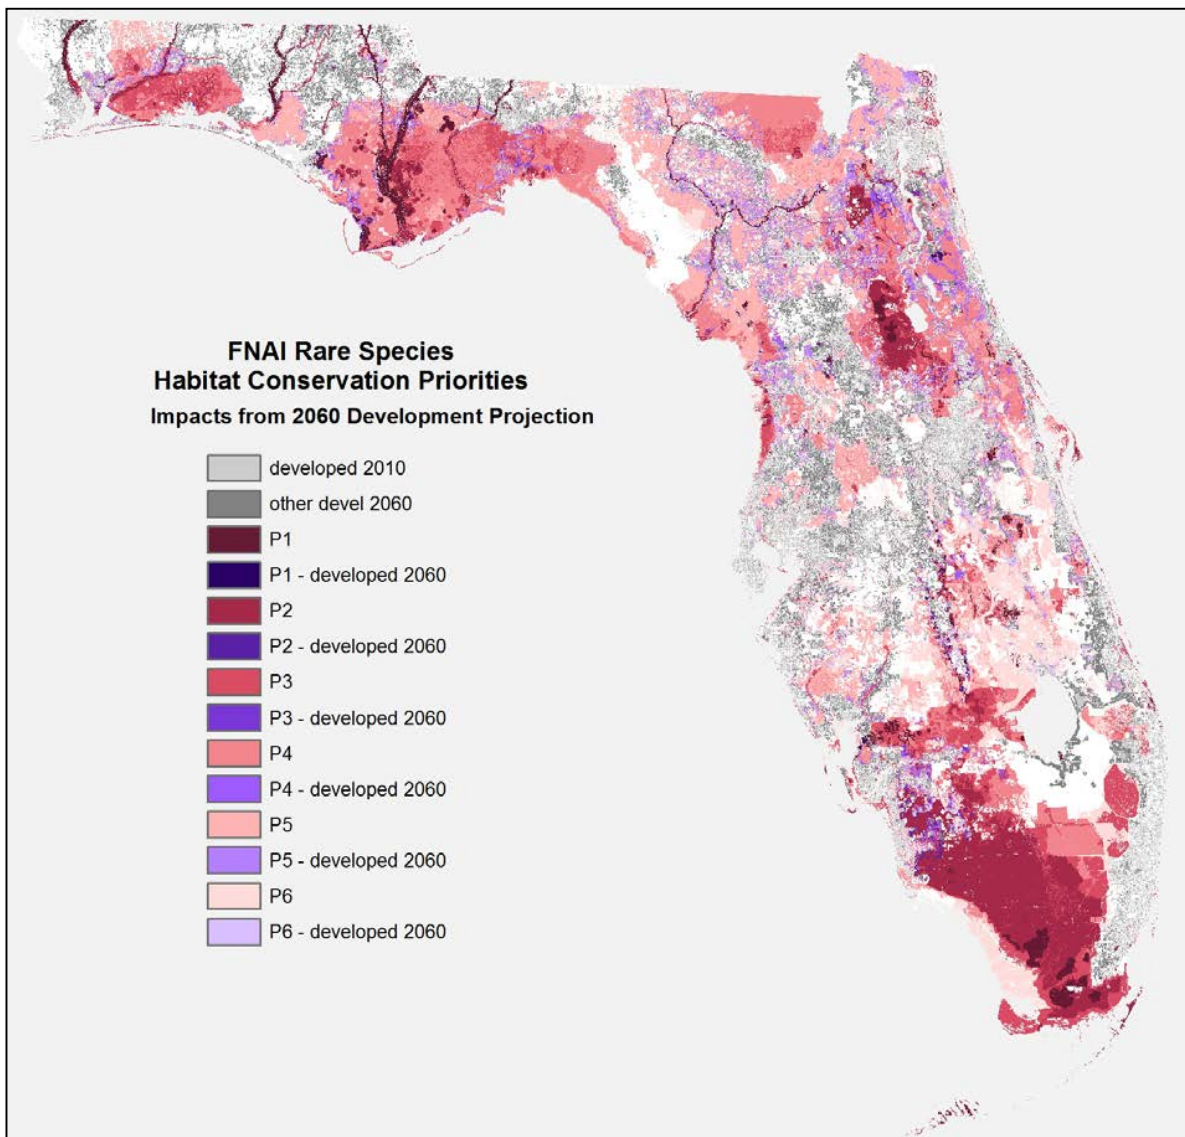 FNAI Rare Species
Habitat Conservation Priorities
Impacts from 2060 Development Projection
developed 2010
other devel 2060
P1
P1 - developed 2060
P2
P2 - developed 2060
P3
P3 - developed 2060
P4
P4 - developed 2060
P5
P5 - developed 2060
P6
P6 - developed 2060